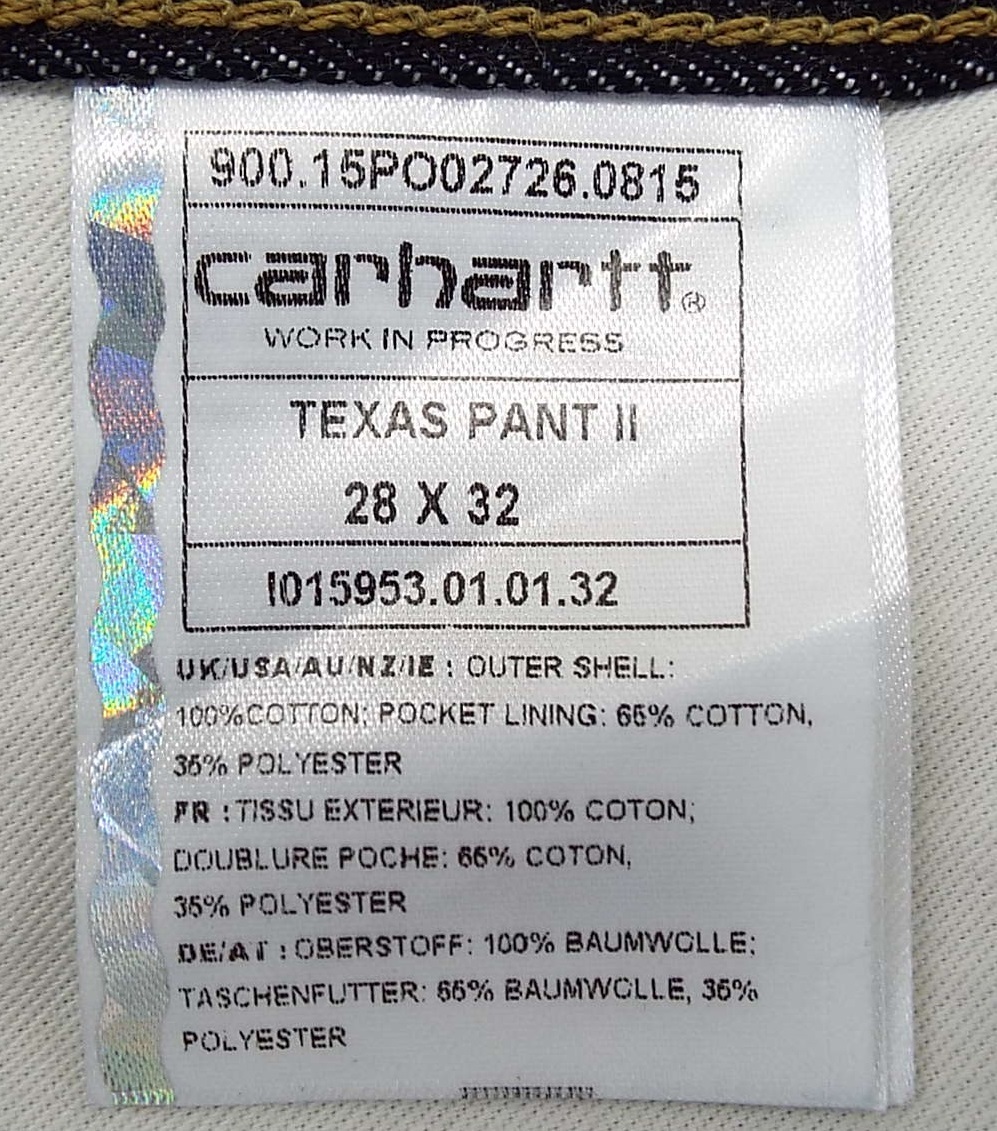 900.15PO02726.0815
carhartt®
WORK IN PROGRESS
TEXAS PANT II
28 X 32
I015953.01.01.32
UK/USA/AU/NZ/IE : OUTER SHELL:
100%COTTON; POCKET LINING: 65% COTTON,
35% POLYESTER
FR : TISSU EXTERIEUR: 100% COTON;
DOUBLURE POCHE: 65% COTON,
35% POLYESTER
DE/AT : OBERSTOFF: 100% BAUMWOLLE;
TASCHENFUTTER: 65% BAUMWOLLE, 35%
POLYESTER